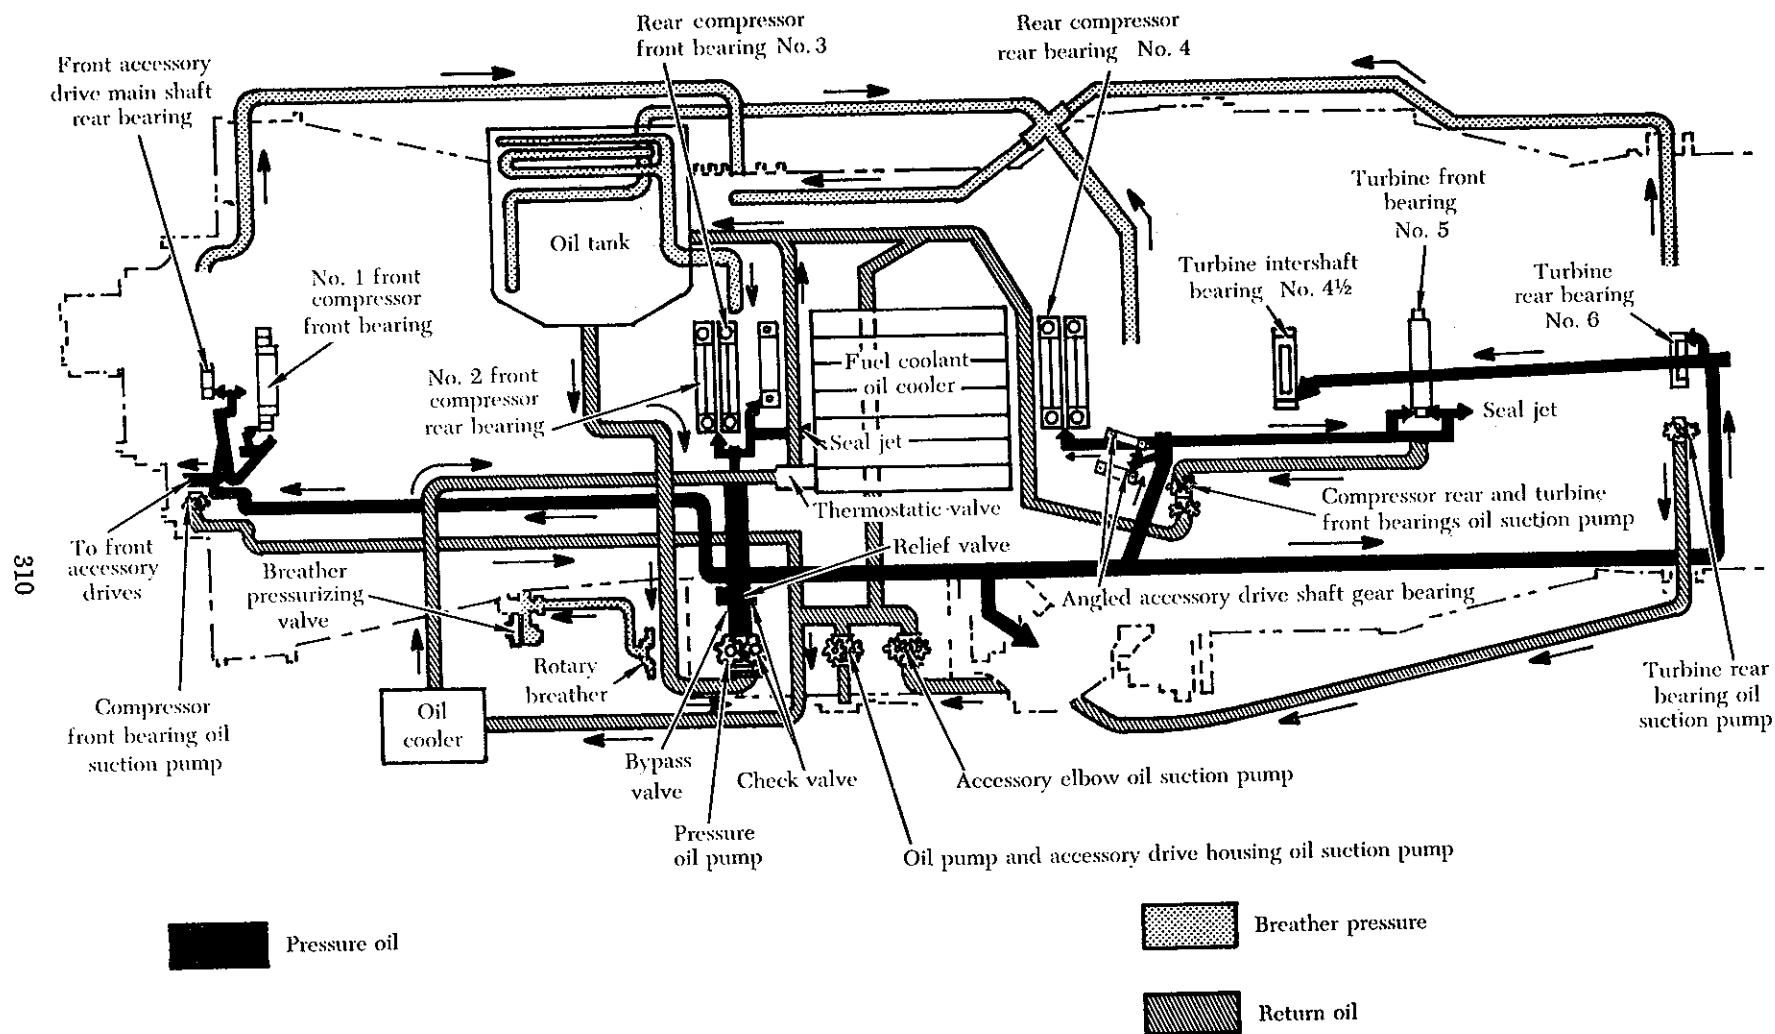 Rear compressor
front bearing No. 3
Rear compressor
rear bearing No. 4
Front accessory
drive main shaft
rear bearing
Turbine front
bearing
No. 5
Oil tank
No. 1 front
compressor
front bearing
Turbine intershaft
bearing No. 4½
Turbine
rear bearing
No. 6
Fuel coolant
oil cooler
No. 2 front
compressor
rear bearing
Seal jet
Seal jet
Thermostatic valve
Compressor rear and turbine
front bearings oil suction pump
To front
accessory
drives
Relief valve
Breather
pressurizing
valve
Angled accessory drive shaft gear bearing
310
Rotary
breather
Turbine rear
bearing oil
suction pump
Compressor
front bearing oil
suction pump
Oil
cooler
Bypass
valve
Check valve
Accessory elbow oil suction pump
Pressure
oil pump
Oil pump and accessory drive housing oil suction pump
Pressure oil
Breather pressure
Return oil